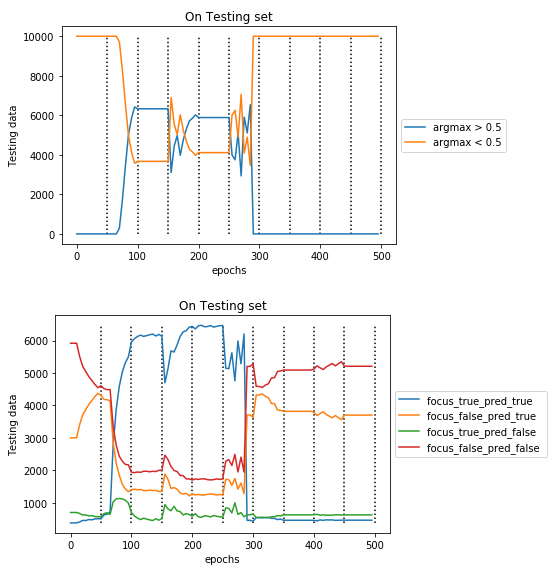 On Testing set
10000
8000
6000
4000
2000
0
Testing data
0 100 200 300 400 500
epochs
argmax > 0.5
argmax < 0.5
On Testing set
6000
5000
4000
3000
2000
1000
Testing data
0 100 200 300 400 500
epochs
focus_true_pred_true
focus_false_pred_true
focus_true_pred_false
focus_false_pred_false